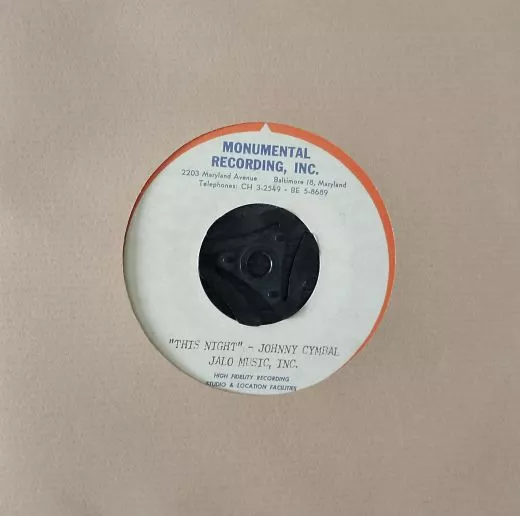 MONUMENTAL
RECORDING, INC.
2203 Maryland Avenue Baltimore 18, Maryland
Telephones: CH 3-2549 - BE 5-8689
"THIS NIGHT" - JOHNNY CYMBAL
JALO MUSIC, INC.
HIGH FIDELITY RECORDING
STUDIO & LOCATION FACILITIES